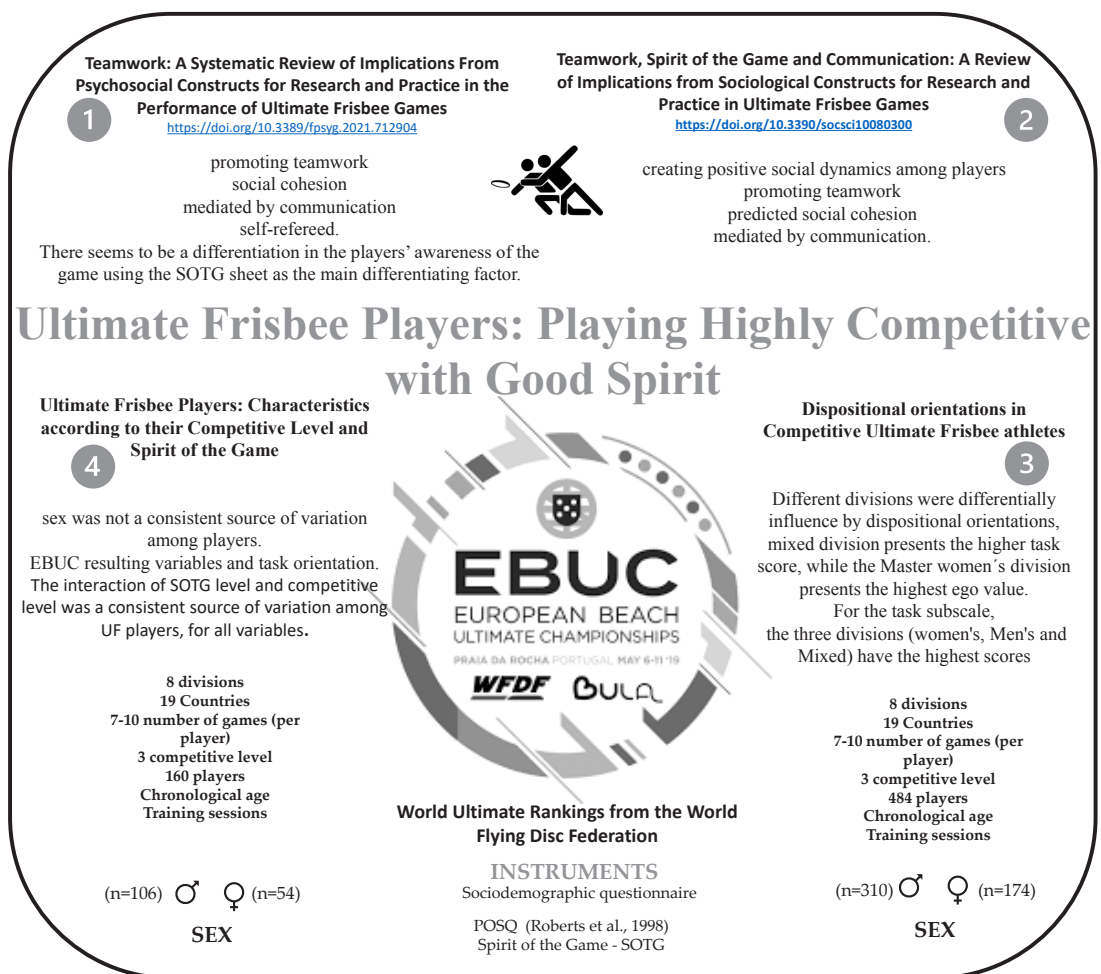 Teamwork: A Systematic Review of Implications From
Psychosocial Constructs for Research and Practice in the
Performance of Ultimate Frisbee Games
1
https://doi.org/10.3389/fpsyg.2021.712904
promoting teamwork
social cohesion
mediated by communication
self-refereed.
There seems to be a differentiation in the players’ awareness of the
game using the SOTG sheet as the main differentiating factor.
Teamwork, Spirit of the Game and Communication: A Review
of Implications from Sociological Constructs for Research and
Practice in Ultimate Frisbee Games
2
https://doi.org/10.3390/socsci10080300
creating positive social dynamics among players
promoting teamwork
predicted social cohesion
mediated by communication.
Ultimate Frisbee Players: Playing Highly Competitive
with Good Spirit
Ultimate Frisbee Players: Characteristics
according to their Competitive Level and
Spirit of the Game
4
sex was not a consistent source of variation
among players.
EBUC resulting variables and task orientation.
The interaction of SOTG level and competitive
level was a consistent source of variation among
UF players, for all variables.
8 divisions
19 Countries
7-10 number of games (per
player)
3 competitive level
160 players
Chronological age
Training sessions
(n=106) ♂ ♀ (n=54)
SEX
EBUC
EUROPEAN BEACH
ULTIMATE CHAMPIONSHIPS
PRAIA DA ROCHA PORTUGAL MAY 6-11 '19
WFDF BULA
World Ultimate Rankings from the World
Flying Disc Federation
INSTRUMENTS
Sociodemographic questionnaire
POSQ (Roberts et al., 1998)
Spirit of the Game - SOTG
Dispositional orientations in
Competitive Ultimate Frisbee athletes
3
Different divisions were differentially
influence by dispositional orientations,
mixed division presents the higher task
score, while the Master women´s division
presents the highest ego value.
For the task subscale,
the three divisions (women's, Men's and
Mixed) have the highest scores
8 divisions
19 Countries
7-10 number of games (per
player)
3 competitive level
484 players
Chronological age
Training sessions
(n=310) ♂ ♀ (n=174)
SEX